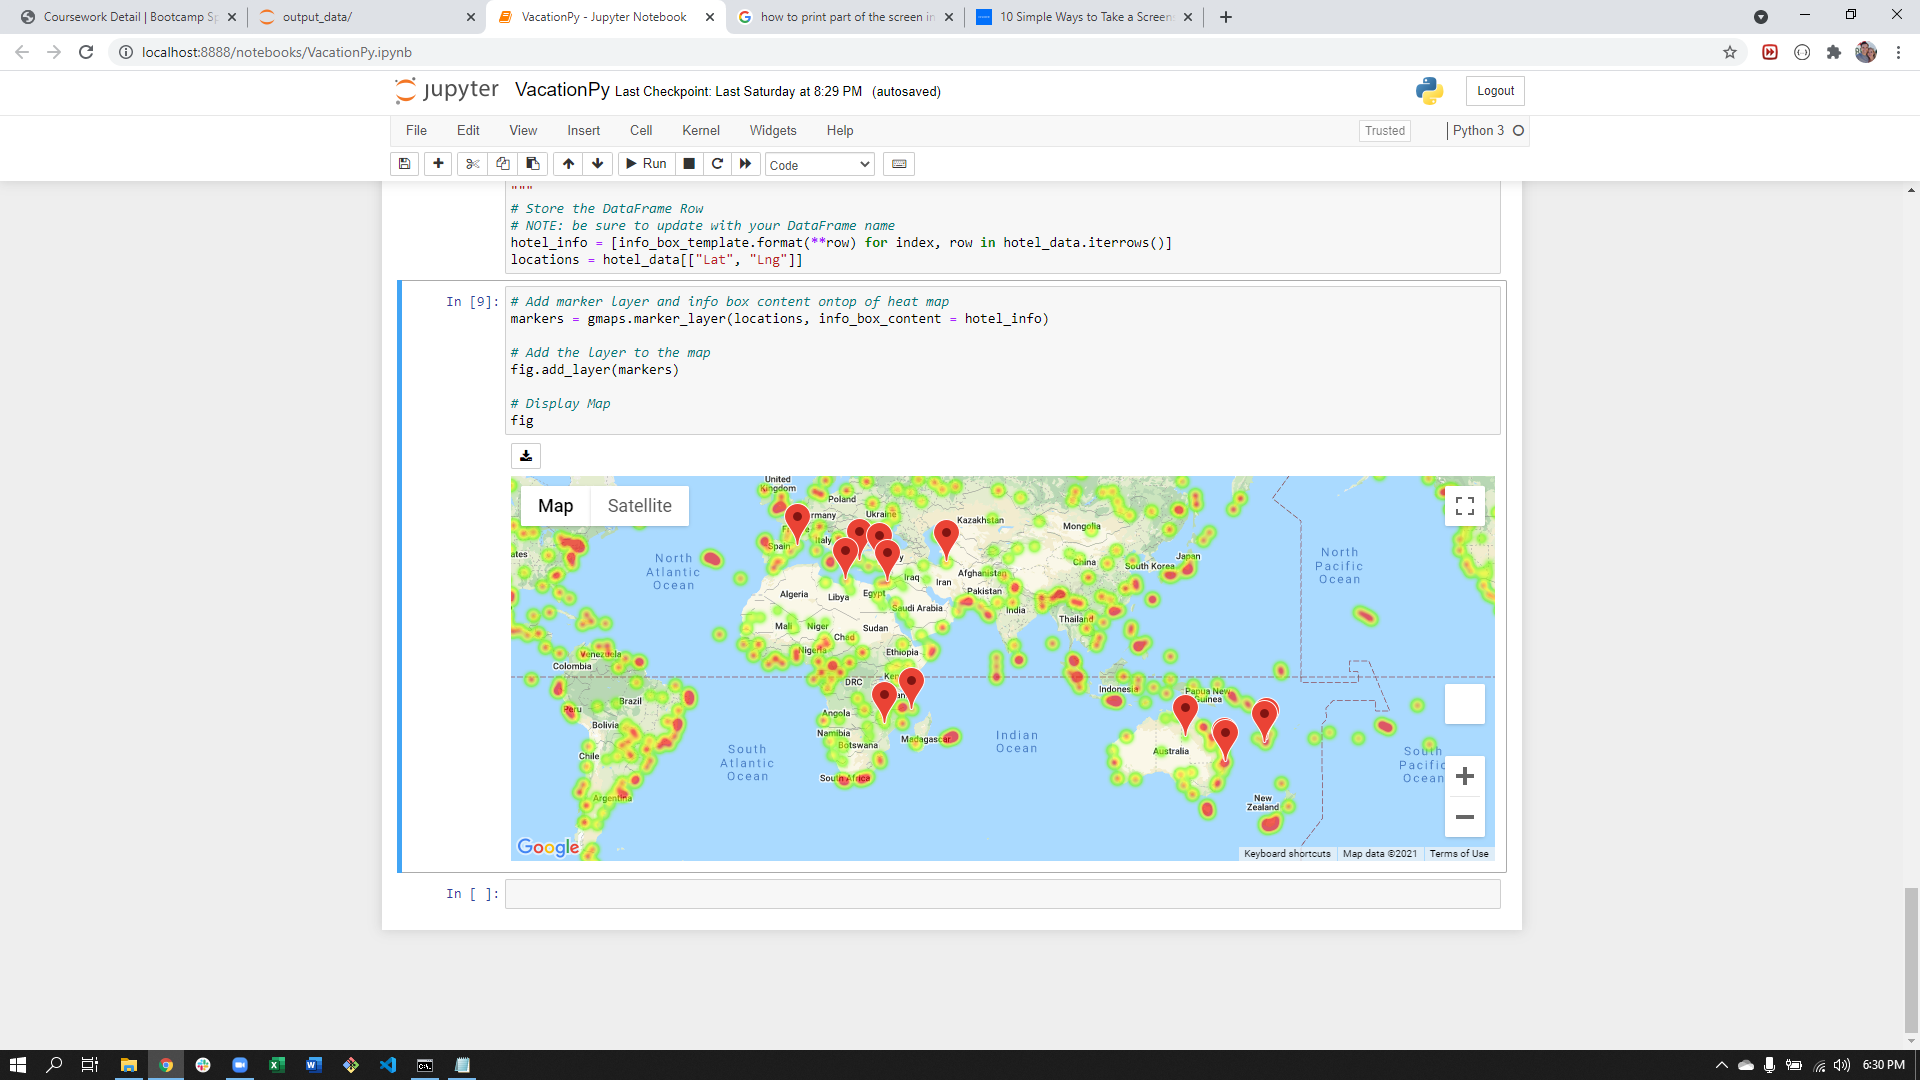 Coursework Detail | Bootcamp Sp
output_data/
VacationPy - Jupyter Notebook
how to print part of the screen in
10 Simple Ways to Take a Screens
localhost:8888/notebooks/VacationPy.ipynb
jupyter VacationPy Last Checkpoint: Last Saturday at 8:29 PM (autosaved)
Logout
File Edit View Insert Cell Kernel Widgets Help
Trusted
Python 3
Run
Code
"""
# Store the DataFrame Row
# NOTE: be sure to update with your DataFrame name
hotel_info = [info_box_template.format(**row) for index, row in hotel_data.iterrows()]
locations = hotel_data[["Lat", "Lng"]]
In [9]:
# Add marker layer and info box content ontop of heat map
markers = gmaps.marker_layer(locations, info_box_content = hotel_info)
# Add the layer to the map
fig.add_layer(markers)
# Display Map
fig
Map
Satellite
United
Kingdom
Poland
rmany
Ukraine
Kazakhstan
Mongolia
ates
North
Atlantic
Ocean
Spain
Italy
Iraq
Iran
Afghanistan
China
South Korea
Japan
North
Pacific
Ocean
Algeria
Libya
Egypt
Saudi Arabia
Pakistan
India
Thailand
Mali
Niger
Chad
Sudan
Nigeria
Ethiopia
Venezuela
Colombia
DRC
Ke
Indonesia
Papua New
Guinea
Brazil
Peru
Bolivia
Angola
Namibia
Botswana
Madagascar
Indian
Ocean
Australia
South
Atlantic
Ocean
South
Pacific
Ocean
Chile
South Africa
Argentina
New
Zealand
Google
Keyboard shortcuts
Map data ©2021
Terms of Use
In [ ]:
6:30 PM